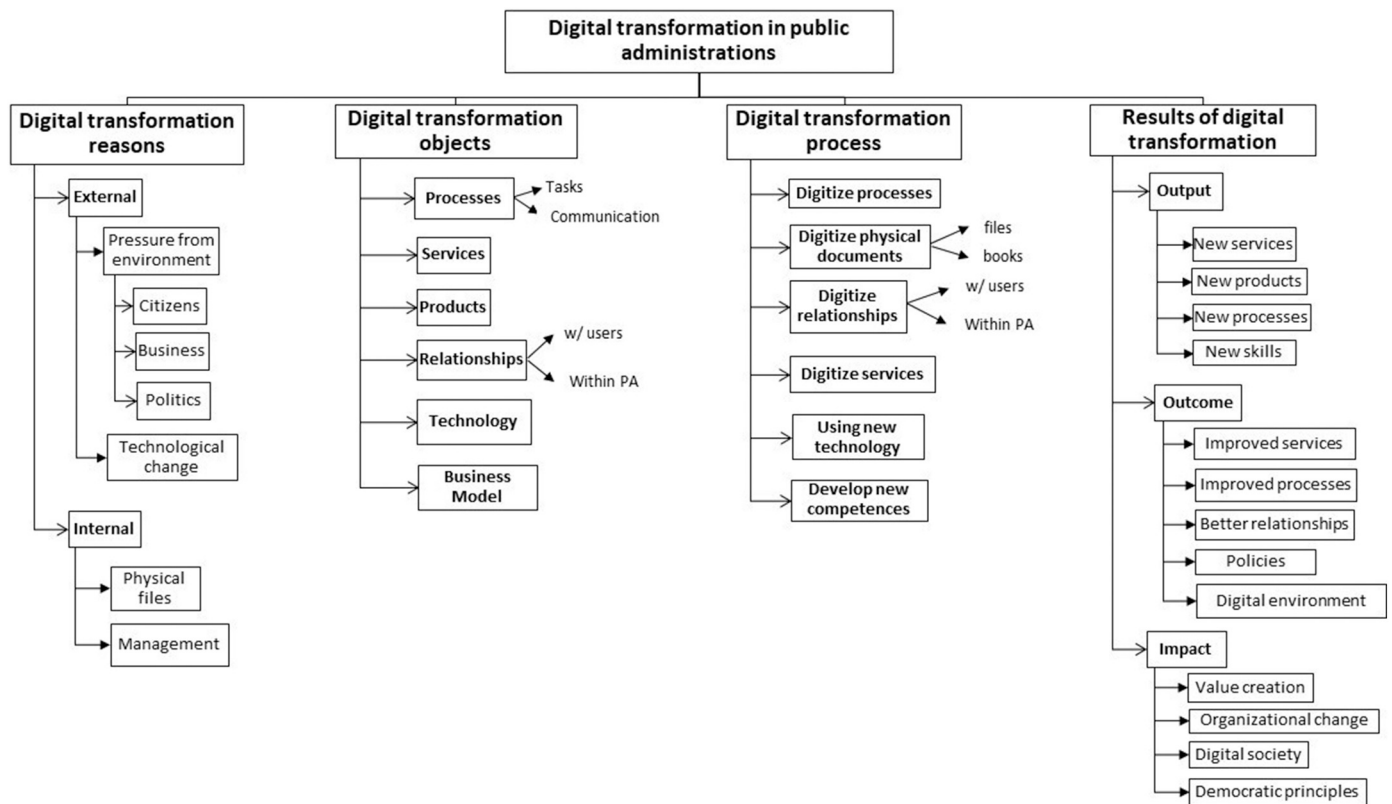 Digital transformation in public
administrations
Digital transformation
reasons
External
Pressure from
environment
Citizens
Business
Politics
Technological
change
Internal
Physical
files
Management
Digital transformation
objects
Processes
Tasks
Communication
Services
Products
Relationships
w/ users
Within PA
Technology
Business
Model
Digital transformation
process
Digitize processes
Digitize physical
documents
files
books
Digitize
relationships
w/ users
Within PA
Digitize services
Using new
technology
Develop new
competences
Results of digital
transformation
Output
New services
New products
New processes
New skills
Outcome
Improved services
Improved processes
Better relationships
Policies
Digital environment
Impact
Value creation
Organizational change
Digital society
Democratic principles